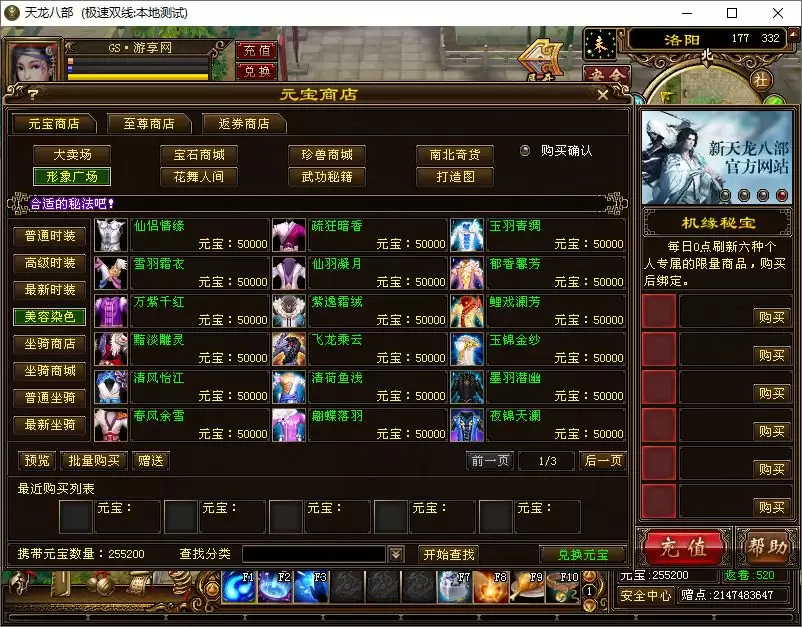 天龙八部 (极速双线:本地测试)
GS·游享网
充值
兑换
未
安全
洛阳 177 332
北
社
? 元宝商店
元宝商店 至尊商店 返券商店
大卖场 宝石商城 珍兽商城 南北奇货 购买确认
形象广场 花舞人间 武功秘籍 打造图
合适的秘法吧!
普通时装
高级时装
最新时装
美容染色
坐骑商店
坐骑商城
普通坐骑
最新坐骑
仙侣情缘 疏狂暗香 玉羽青绸
元宝:50000 元宝:50000 元宝:50000
雪羽霜衣 仙羽凝月 郁香馨芳
元宝:50000 元宝:50000 元宝:50000
万紫千红 紫逸霜绒 鲤戏澜芳
元宝:50000 元宝:50000 元宝:50000
黯淡雕灵 飞龙乘云 玉锦金纱
元宝:50000 元宝:50000 元宝:50000
清风怡江 清荷鱼浅 墨羽潜幽
元宝:50000 元宝:50000 元宝:50000
春风余雪 翩蝶落羽 夜锦天澜
元宝:50000 元宝:50000 元宝:50000
预览 批量购买 赠送 前一页 1/3 后一页
最近购买列表
元宝: 元宝: 元宝: 元宝: 元宝:
携带元宝数量:255200 查找分类 开始查找 兑换元宝
新天龙八部
官方网站
机缘秘宝
每日0点刷新六种个
人专属的限量商品,购买
后绑定。
购买
购买
购买
购买
购买
购买
充值 帮助
F1 F2 F3 F7 F8 F9 F10
1
元宝:255200 返卷:520
安全中心 赠点:2147483647